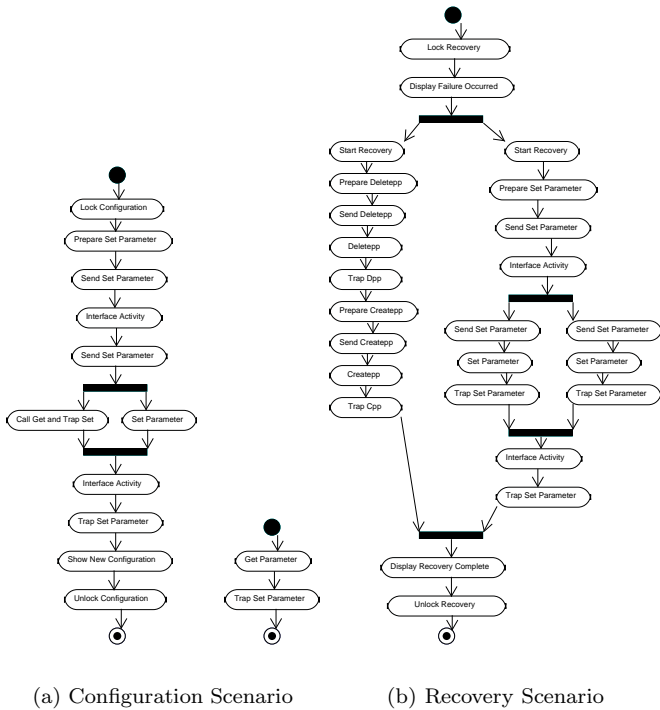 Lock Configuration
Prepare Set Parameter
Send Set Parameter
Interface Activity
Send Set Parameter
Call Get and Trap Set
Set Parameter
Interface Activity
Trap Set Parameter
Show New Configuration
Unlock Configuration
Get Parameter
Trap Set Parameter
(a) Configuration Scenario
Lock Recovery
Display Failure Occurred
Start Recovery
Prepare Deletepp
Send Deletepp
Deletepp
Trap Dpp
Prepare Createpp
Send Createpp
Createpp
Trap Cpp
Start Recovery
Prepare Set Parameter
Send Set Parameter
Interface Activity
Send Set Parameter
Set Parameter
Trap Set Parameter
Send Set Parameter
Set Parameter
Trap Set Parameter
Interface Activity
Trap Set Parameter
Display Recovery Complete
Unlock Recovery
(b) Recovery Scenario